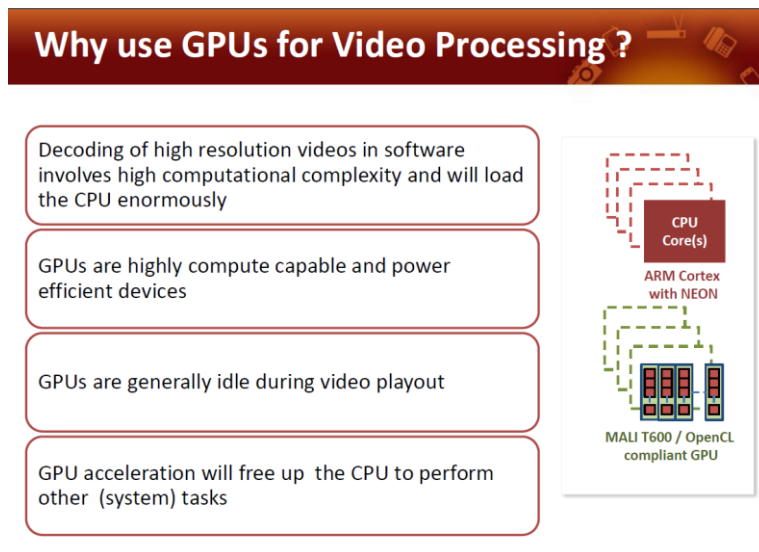 Why use GPUs for Video Processing ?
Decoding of high resolution videos in software
involves high computational complexity and will load
the CPU enormously
GPUs are highly compute capable and power
efficient devices
GPUs are generally idle during video playout
GPU acceleration will free up the CPU to perform
other (system) tasks
CPU
Core(s)
ARM Cortex
with NEON
MALI T600 / OpenCL
compliant GPU